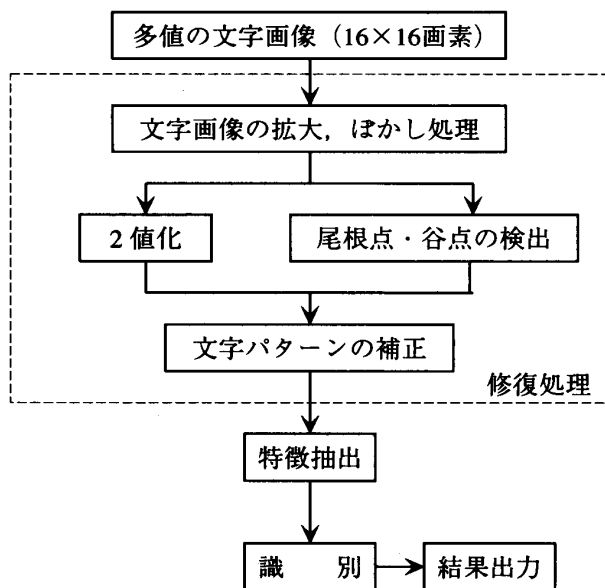 多値の文字画像（16×16画素）
文字画像の拡大，ぼかし処理
2値化
尾根点・谷点の検出
文字パターンの補正
修復処理
特徴抽出
識　別
結果出力